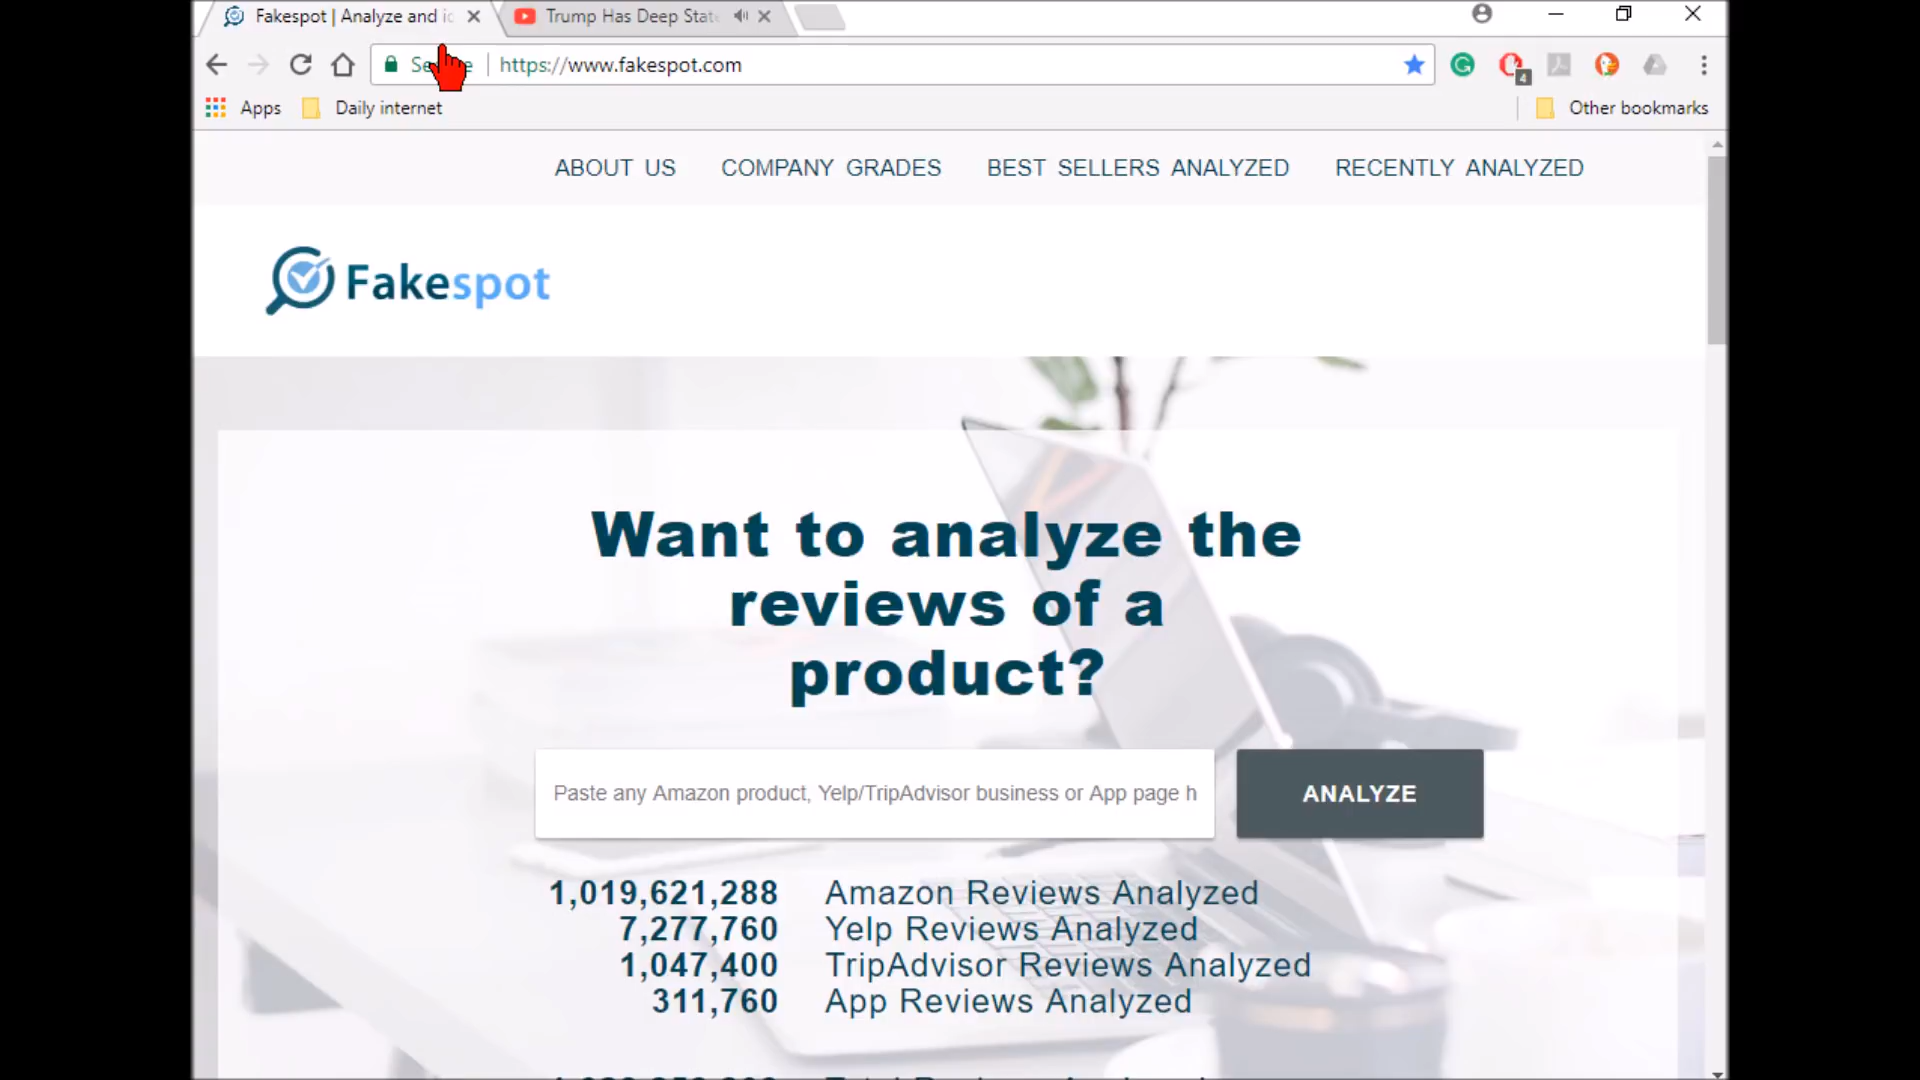 Fakespot | Analyze and
Trump Has Deep Stat
https://www.fakespot.com
4
Apps
Daily internet
Other bookmarks
ABOUT US
COMPANY GRADES
BEST SELLERS ANALYZED
RECENTLY ANALYZED
Fakespot
Want to analyze the
reviews of a
product?
Paste any Amazon product, Yelp/TripAdvisor business or App page h
ANALYZE
1,019,621,288 Amazon Reviews Analyzed
7,277,760 Yelp Reviews Analyzed
1,047,400 TripAdvisor Reviews Analyzed
311,760 App Reviews Analyzed